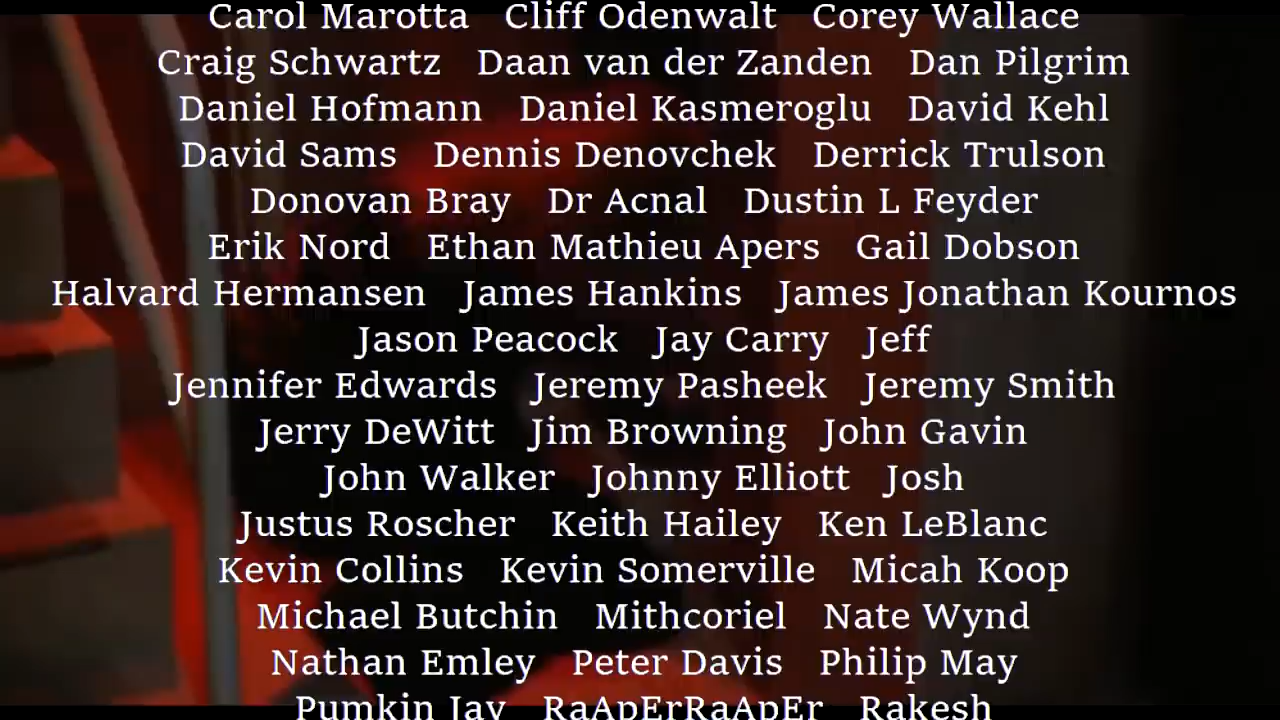 Carol Marotta Cliff Odenwalt Corey Wallace
Craig Schwartz Daan van der Zanden Dan Pilgrim
Daniel Hofmann Daniel Kasmeroglu David Kehl
David Sams Dennis Denovchek Derrick Trulson
Donovan Bray Dr Acnal Dustin L Feyder
Erik Nord Ethan Mathieu Apers Gail Dobson
Halvard Hermansen James Hankins James Jonathan Kournos
Jason Peacock Jay Carry Jeff
Jennifer Edwards Jeremy Pasheek Jeremy Smith
Jerry DeWitt Jim Browning John Gavin
John Walker Johnny Elliott Josh
Justus Roscher Keith Hailey Ken LeBlanc
Kevin Collins Kevin Somerville Micah Koop
Michael Butchin Mithcoriel Nate Wynd
Nathan Emley Peter Davis Philip May
Pumkin Jay RaApErRaApEr Rakesh